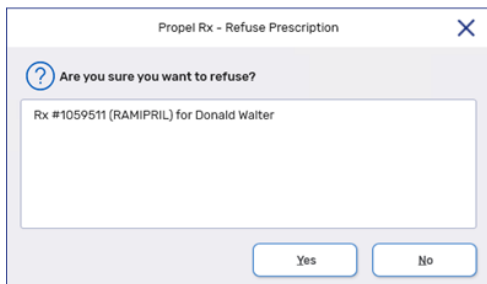 Propel Rx - Refuse Prescription
Are you sure you want to refuse?
Rx #1059511 (RAMIPRIL) for Donald Walter
Yes
No